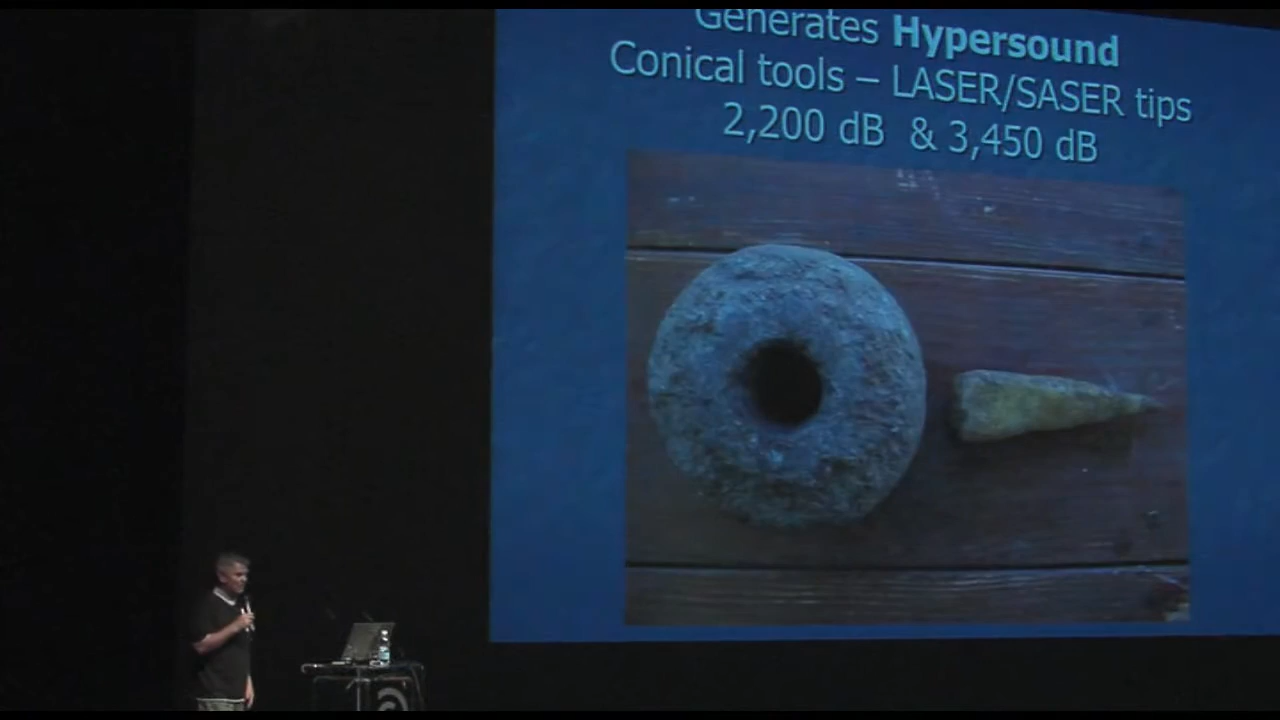 Generates Hypersound
Conical tools – LASER/SASER tips
2,200 dB & 3,450 dB